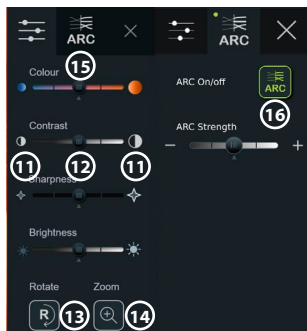 ARC
ARC
Colour
15
ARC On/off
ARC
16
Contrast
ARC Strength
11
12
11
Sharpness
Brightness
Rotate
Zoom
R
13
14